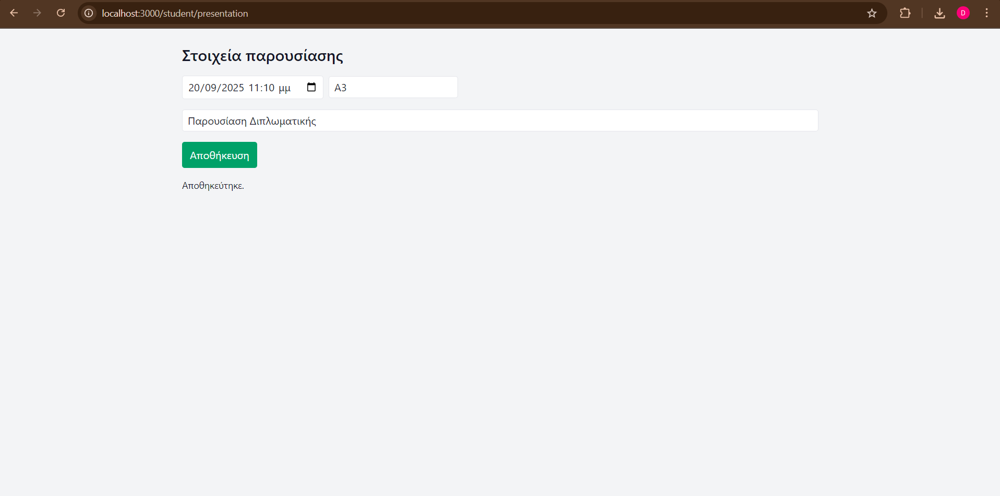 localhost:3000/student/presentation
D
Στοιχεία παρουσίασης
20/09/2025 11:10 μμ
A3
Παρουσίαση Διπλωματικής
Αποθήκευση
Αποθηκεύτηκε.